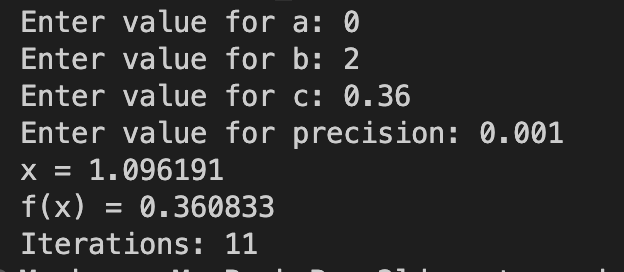 Enter value for a: 0
Enter value for b: 2
Enter value for c: 0.36
Enter value for precision: 0.001
x = 1.096191
f(x) = 0.360833
Iterations: 11